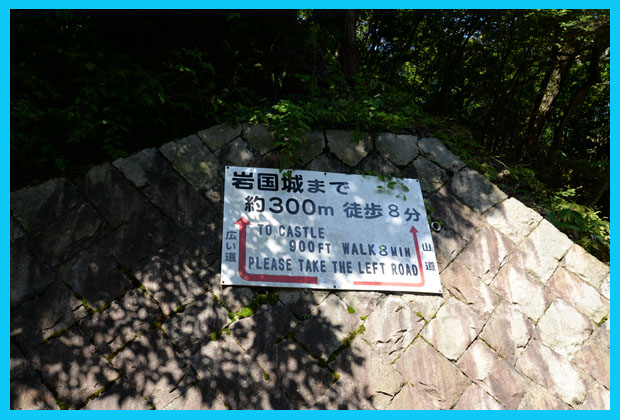 岩国城まで
約300m 徒歩8分
TO CASTLE
900FT WALK 8 MIN
PLEASE TAKE THE LEFT ROAD
広い道
山道